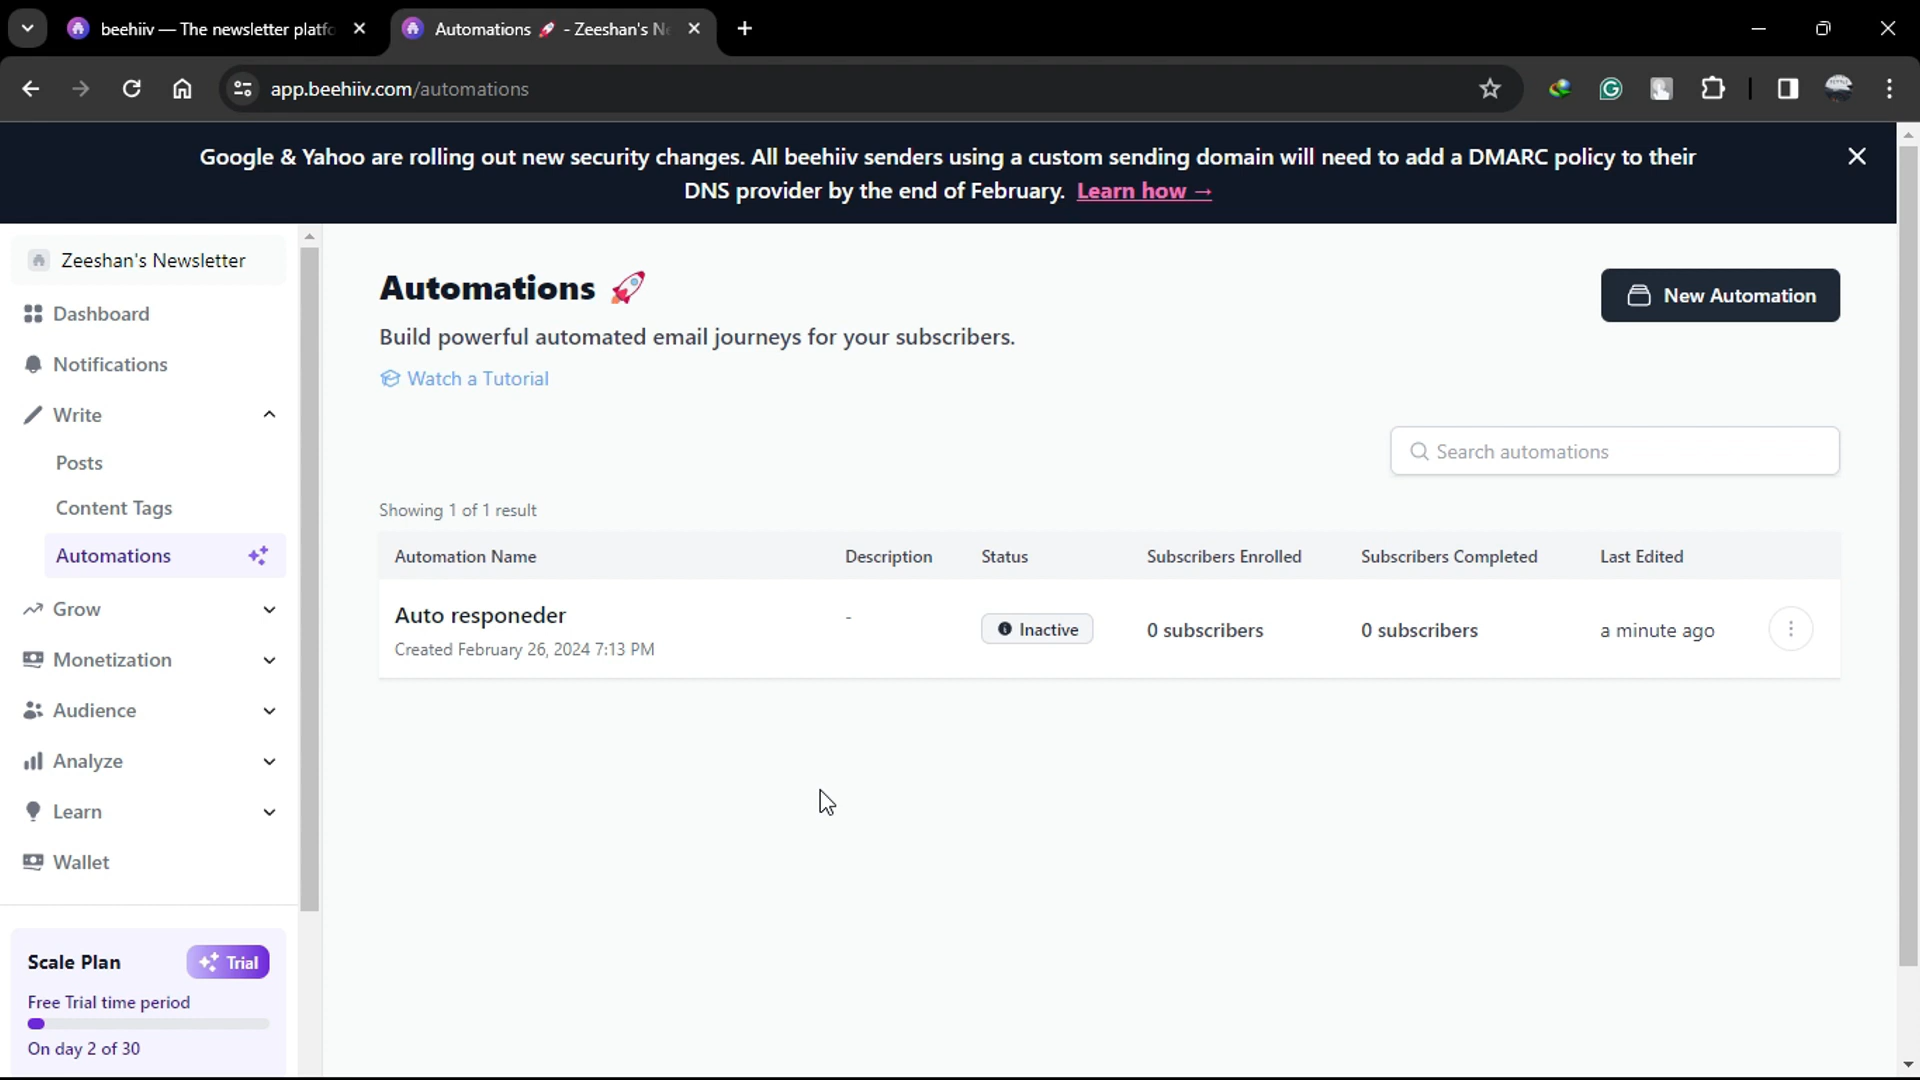 beehiiv — The newsletter platfo
Automations 🚀 - Zeeshan's Ne
app.beehiiv.com/automations
Google & Yahoo are rolling out new security changes. All beehiiv senders using a custom sending domain will need to add a DMARC policy to their
DNS provider by the end of February. Learn how →
Zeeshan's Newsletter
Dashboard
Notifications
Write
Posts
Content Tags
Automations
Grow
Monetization
Audience
Analyze
Learn
Wallet
Scale Plan
Trial
Free Trial time period
On day 2 of 30
Automations 🚀
New Automation
Build powerful automated email journeys for your subscribers.
Watch a Tutorial
Search automations
Showing 1 of 1 result
Automation Name Description Status Subscribers Enrolled Subscribers Completed Last Edited
Auto responeder - Inactive 0 subscribers 0 subscribers a minute ago
Created February 26, 2024 7:13 PM